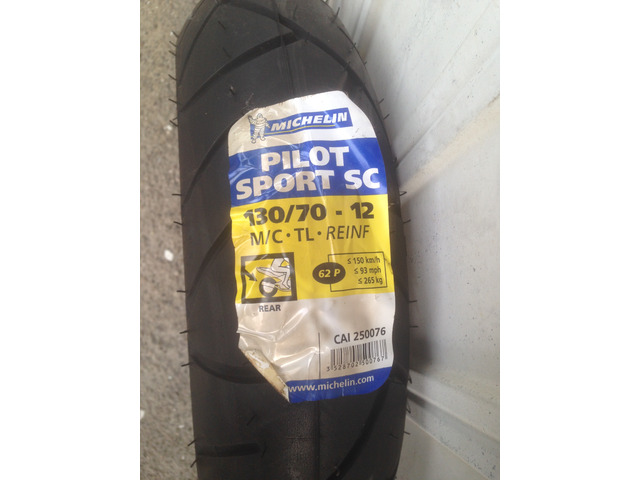 MICHELIN
PILOT
SPORT SC
130/70 - 12
M/C · TL · REINF
62 P
≤ 150 km/h
≤ 93 mph
≤ 265 kg
REAR
CAI 250076
www.michelin.com